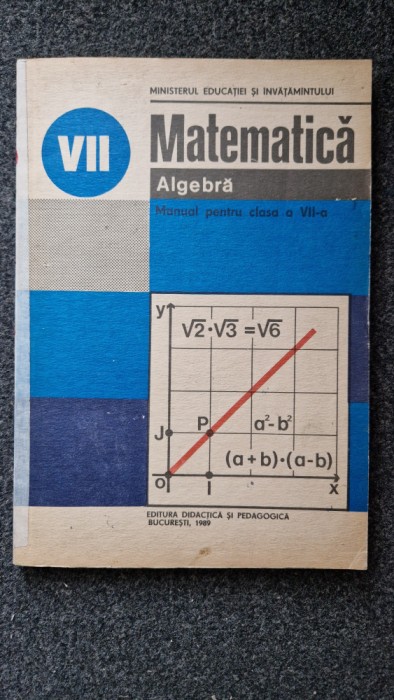 MINISTERUL EDUCAȚIEI ȘI ÎNVĂȚĂMÎNTULUI
VII
Matematică
Algebră
Manual pentru clasa a VII-a
y
√2·√3=√6
J
P
a²-b²
(a+b)·(a-b)
O
I
x
EDITURA DIDACTICĂ ȘI PEDAGOGICĂ
BUCUREȘTI, 1989